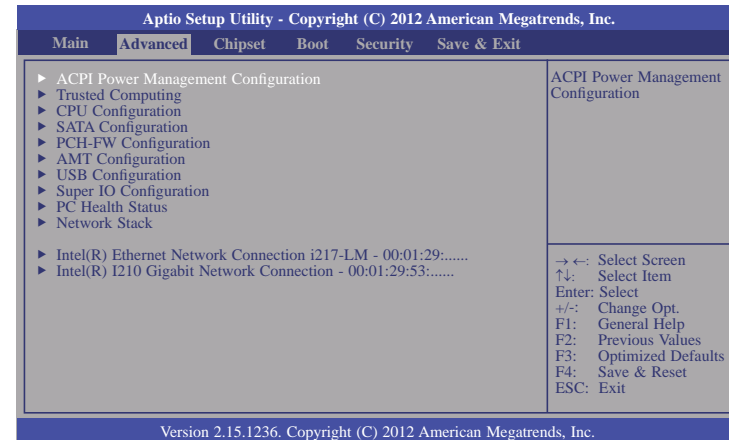 Aptio Setup Utility - Copyright (C) 2012 American Megatrends, Inc.
Main Advanced Chipset Boot Security Save & Exit
► ACPI Power Management Configuration
► Trusted Computing
► CPU Configuration
► SATA Configuration
► PCH-FW Configuration
► AMT Configuration
► USB Configuration
► Super IO Configuration
► PC Health Status
► Network Stack
► Intel(R) Ethernet Network Connection i217-LM - 00:01:29:......
► Intel(R) I210 Gigabit Network Connection - 00:01:29:53:......
ACPI Power Management
Configuration
→ ←: Select Screen
↑↓: Select Item
Enter: Select
+/-: Change Opt.
F1: General Help
F2: Previous Values
F3: Optimized Defaults
F4: Save & Reset
ESC: Exit
Version 2.15.1236. Copyright (C) 2012 American Megatrends, Inc.